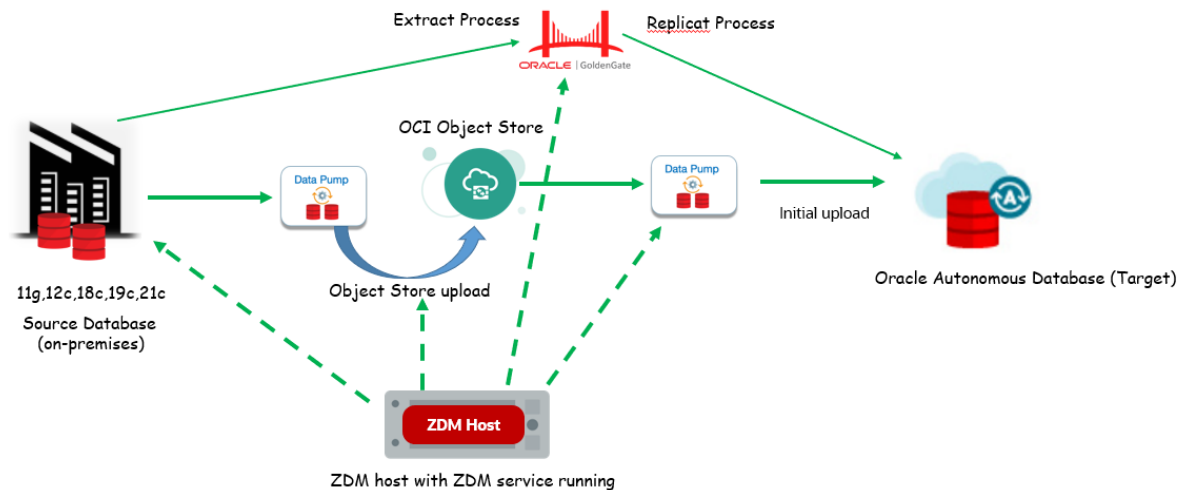 Extract Process
Replicat Process
ORACLE | GoldenGate
OCI Object Store
Data Pump
Data Pump
A
Initial upload
Object Store upload
Oracle Autonomous Database (Target)
11g,12c,18c,19c,21c
Source Database
(on-premises)
ZDM Host
ZDM host with ZDM service running